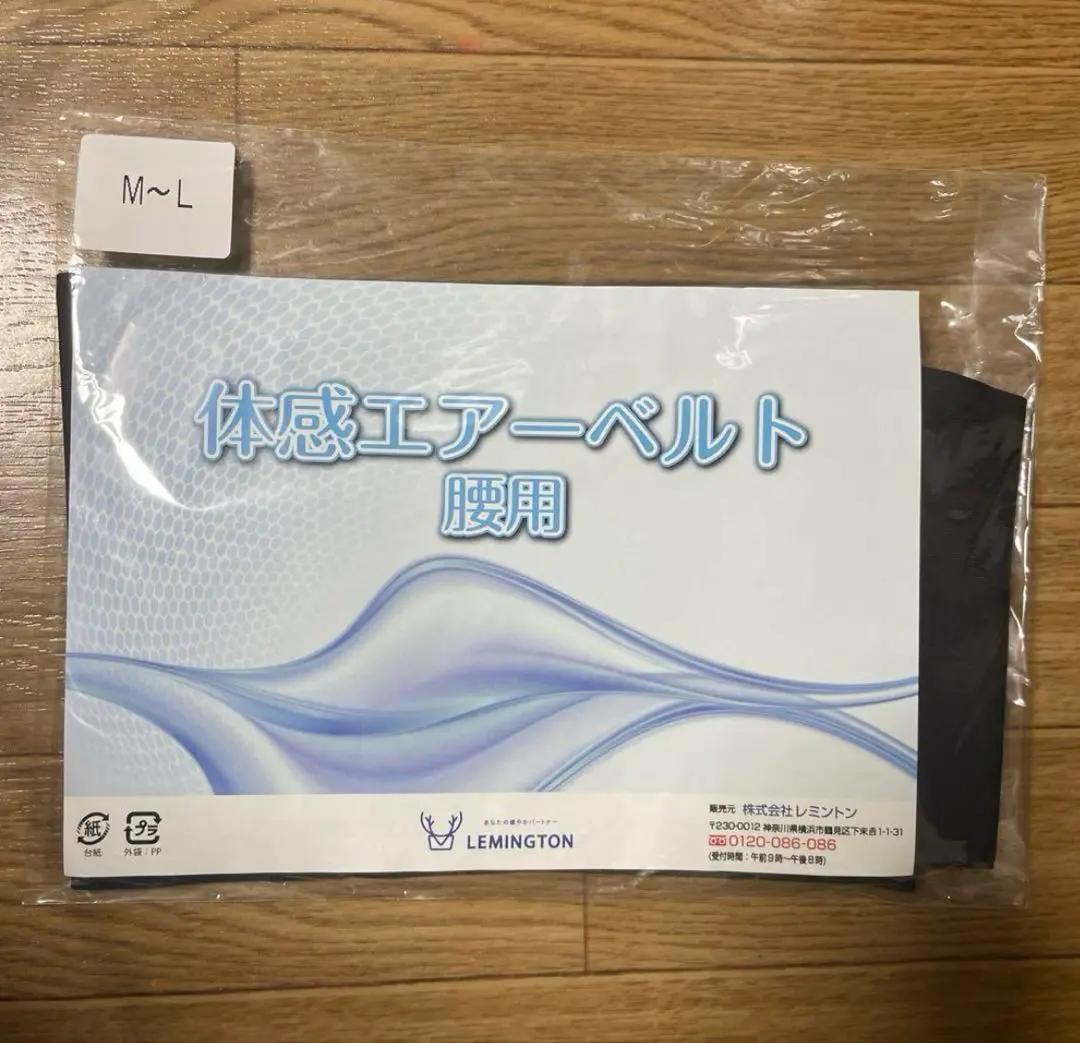 M～L
体感エアーベルト
腰用
紙
台紙
プラ
外袋：PP
あなたの健やかパートナー
LEMINGTON
販売元 株式会社レミントン
〒230-0012 神奈川県横浜市鶴見区下末吉1-1-31
0120-086-086
(受付時間：午前9時～午後8時)